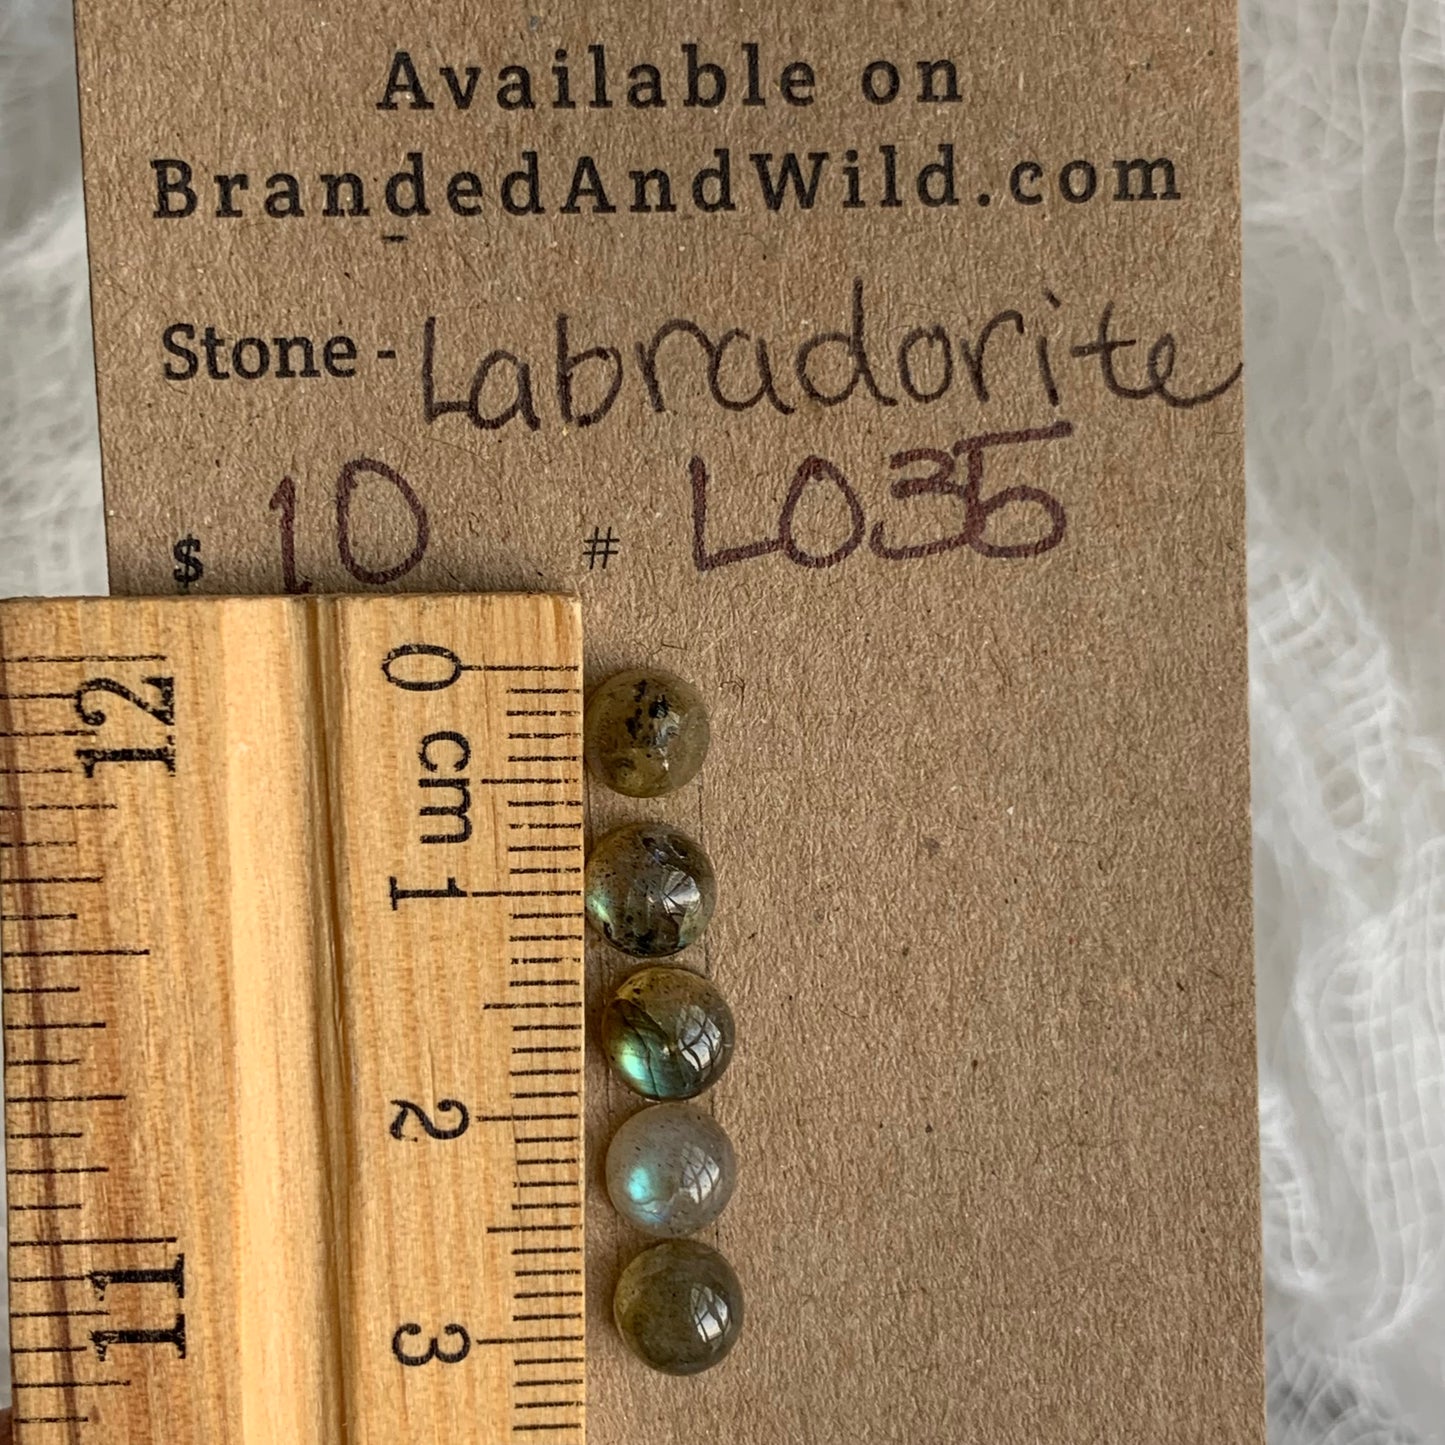 Available on
BrandedAndWild.com
Stone - Labradorite
$ 10 # L035
0 cm 1 2 3
12 11